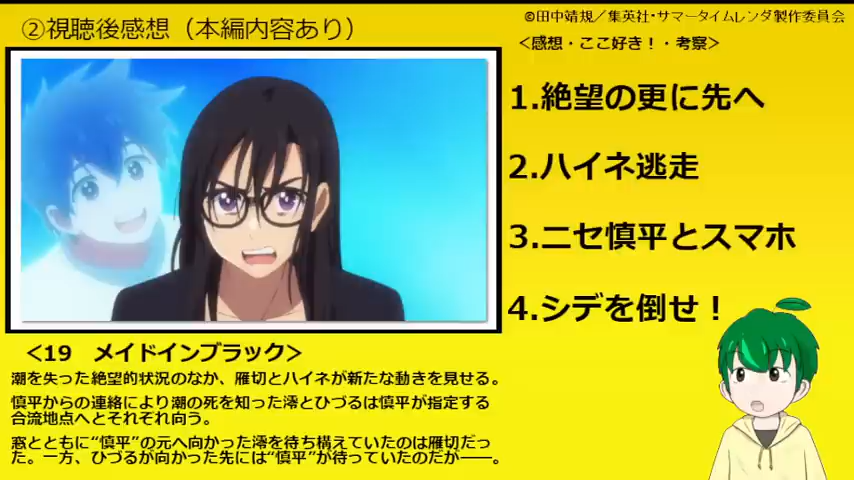 ©田中靖規／集英社・サマータイムレンダ製作委員会
②視聴後感想（本編内容あり）
＜感想・ここ好き！・考察＞
1.絶望の更に先へ
2.ハイネ逃走
3.ニセ慎平とスマホ
4.シデを倒せ！
＜19　メイドインブラック＞
潮を失った絶望的状況のなか、雁切とハイネが新たな動きを見せる。
慎平からの連絡により潮の死を知った澪とひづるは慎平が指定する
合流地点へとそれぞれ向う。
窓とともに“慎平”の元へ向かった澪を待ち構えていたのは雁切だっ
た。一方、ひづるが向かった先には“慎平”が待っていたのだが――。